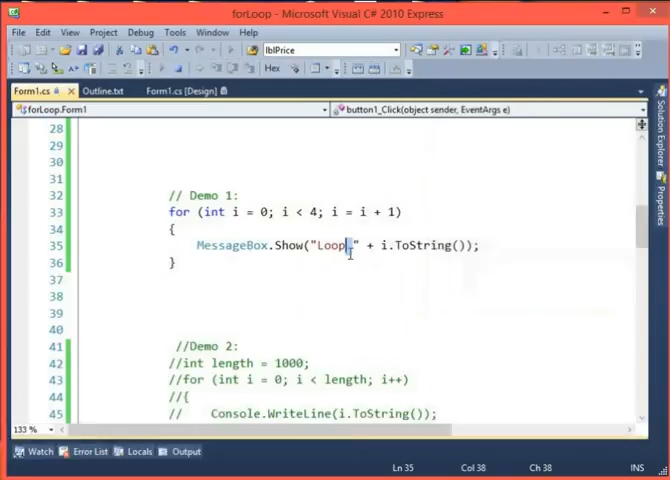 forLoop - Microsoft Visual C# 2010 Express
File Edit View Project Debug Tools Window Help
lblPrice
Hex
Form1.cs Outline.txt Form1.cs [Design]
forLoop.Form1 button1_Click(object sender, EventArgs e)
28
29
30
31
32 // Demo 1:
33 for (int i = 0; i < 4; i = i + 1)
34 {
35 MessageBox.Show("Loop " + i.ToString());
36 }
37
38
39
40
41 //Demo 2:
42 //int length = 1000;
43 //for (int i = 0; i < length; i++)
44 //{
45 // Console.WriteLine(i.ToString());
133 %
Watch Error List Locals Output
Ln 35 Col 38 Ch 38 INS
Solution Explorer
Properties